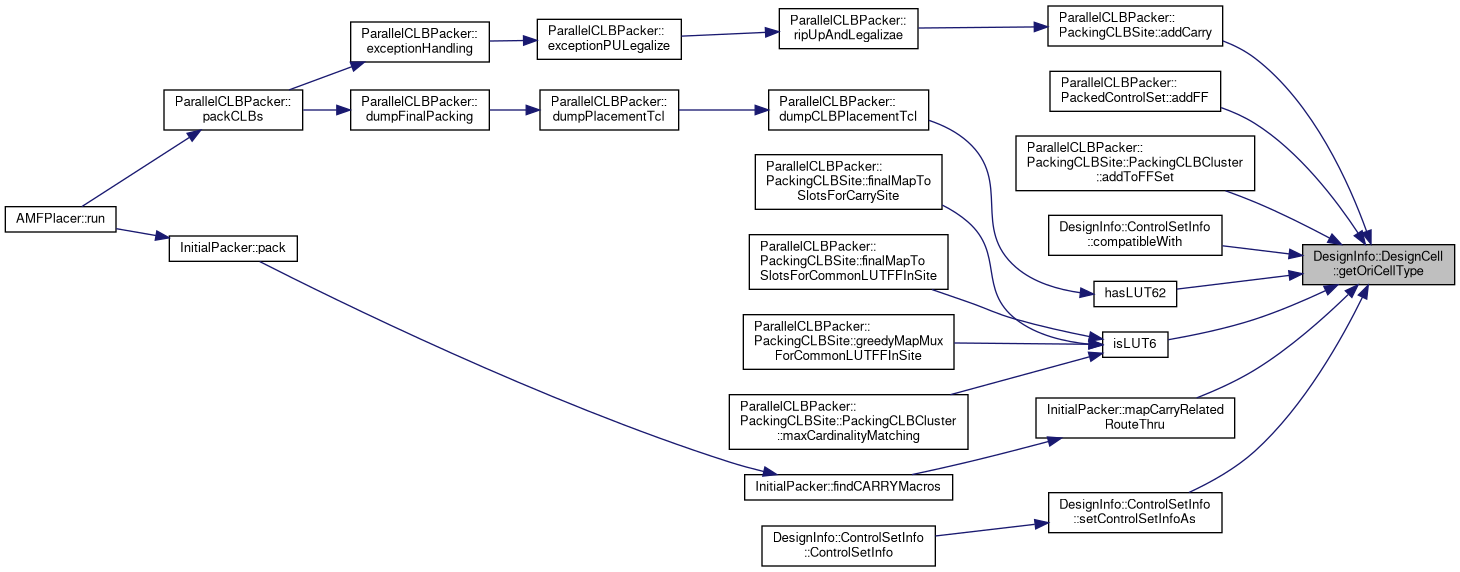 ParallelCLBPacker::
exceptionHandling
ParallelCLBPacker::
exceptionPULegalize
ParallelCLBPacker::
ripUpAndLegalizae
ParallelCLBPacker::
PackingCLBSite::addCarry
ParallelCLBPacker::
PackedControlSet::addFF
ParallelCLBPacker::
packCLBs
ParallelCLBPacker::
dumpFinalPacking
ParallelCLBPacker::
dumpPlacementTcl
ParallelCLBPacker::
dumpCLBPlacementTcl
ParallelCLBPacker::
PackingCLBSite::PackingCLBCluster
::addToFFSet
ParallelCLBPacker::
PackingCLBSite::finalMapTo
SlotsForCarrySite
AMFPlacer::run
InitialPacker::pack
DesignInfo::ControlSetInfo
::compatibleWith
ParallelCLBPacker::
PackingCLBSite::finalMapTo
SlotsForCommonLUTFFInSite
DesignInfo::DesignCell
::getOriCellType
hasLUT62
ParallelCLBPacker::
PackingCLBSite::greedyMapMux
ForCommonLUTFFInSite
isLUT6
ParallelCLBPacker::
PackingCLBSite::PackingCLBCluster
::maxCardinalityMatching
InitialPacker::mapCarryRelated
RouteThru
InitialPacker::findCARRYMacros
DesignInfo::ControlSetInfo
::setControlSetInfoAs
DesignInfo::ControlSetInfo
::ControlSetInfo